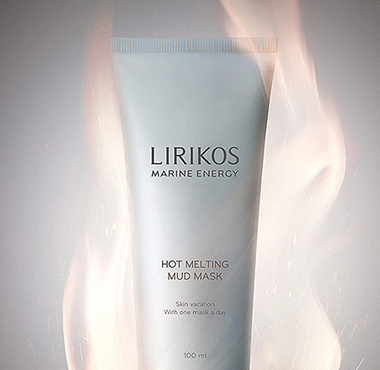 LIRIKOS
MARINE ENERGY
HOT MELTING
MUD MASK
Skin vacation
With one mask a day
100 ml